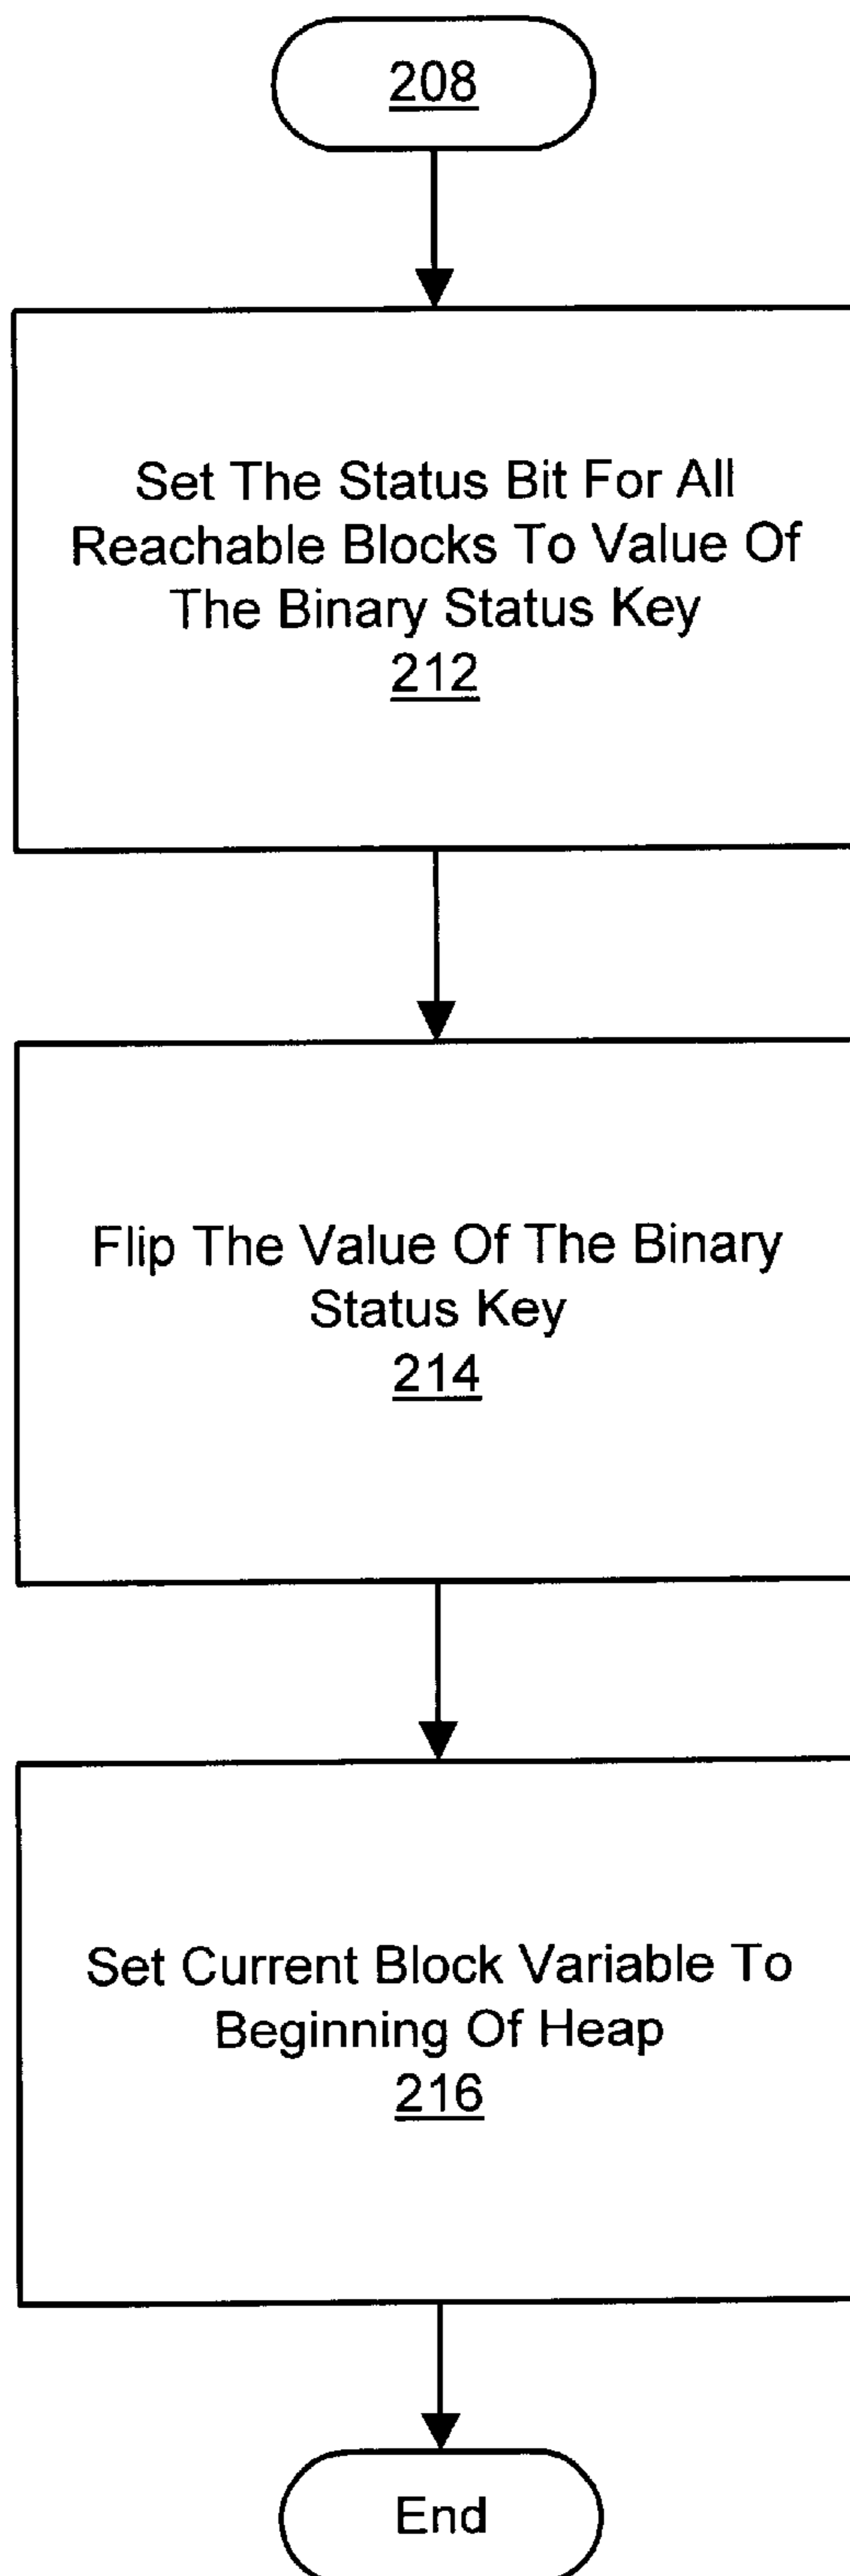 208
Set The Status Bit For All
Reachable Blocks To Value Of
The Binary Status Key
212
Flip The Value Of The Binary
Status Key
214
Set Current Block Variable To
Beginning Of Heap
216
End